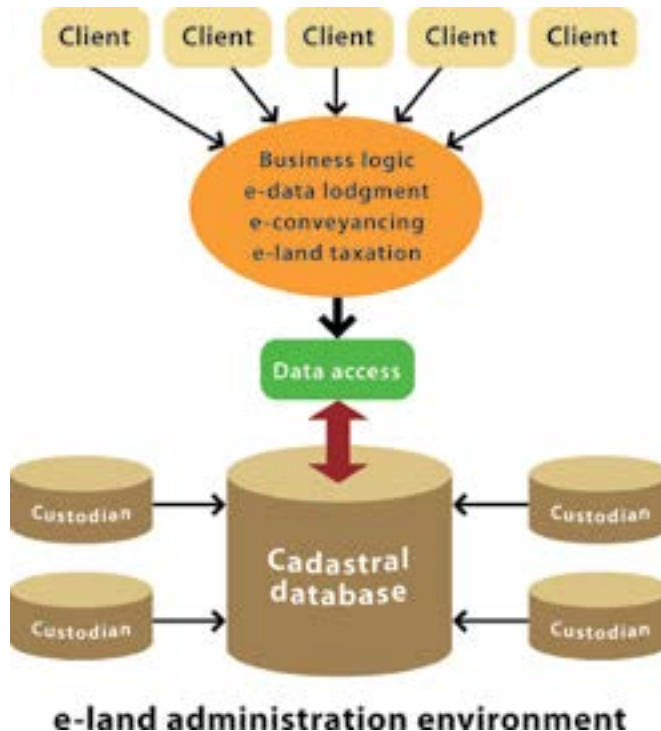 Client Client Client Client Client
Business logic
e-data lodgment
e-conveyancing
e-land taxation
Data access
Custodian Custodian
Cadastral
database
Custodian Custodian
e-land administration environment